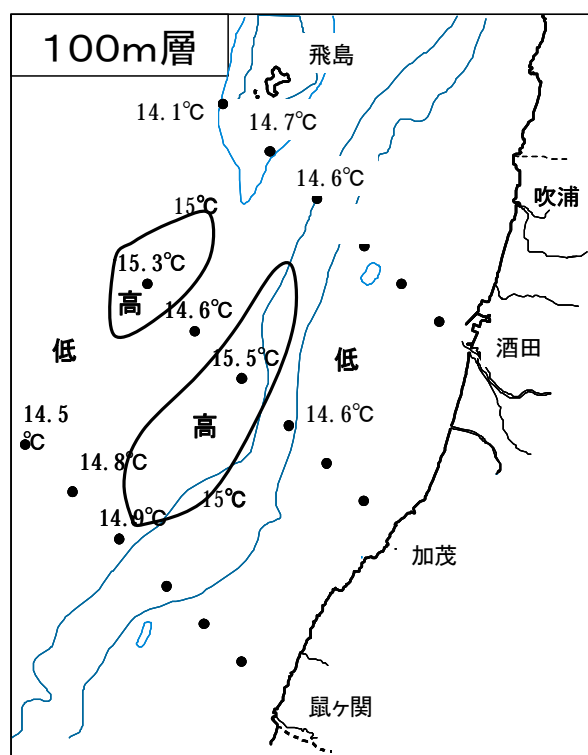 100m層
飛島
14.1℃
14.7℃
14.6℃
吹浦
15℃
15.3℃
高
14.6℃
酒田
低
15.5℃
低
14.5
℃
高
14.6℃
14.8℃
15℃
14.9℃
加茂
鼠ヶ関